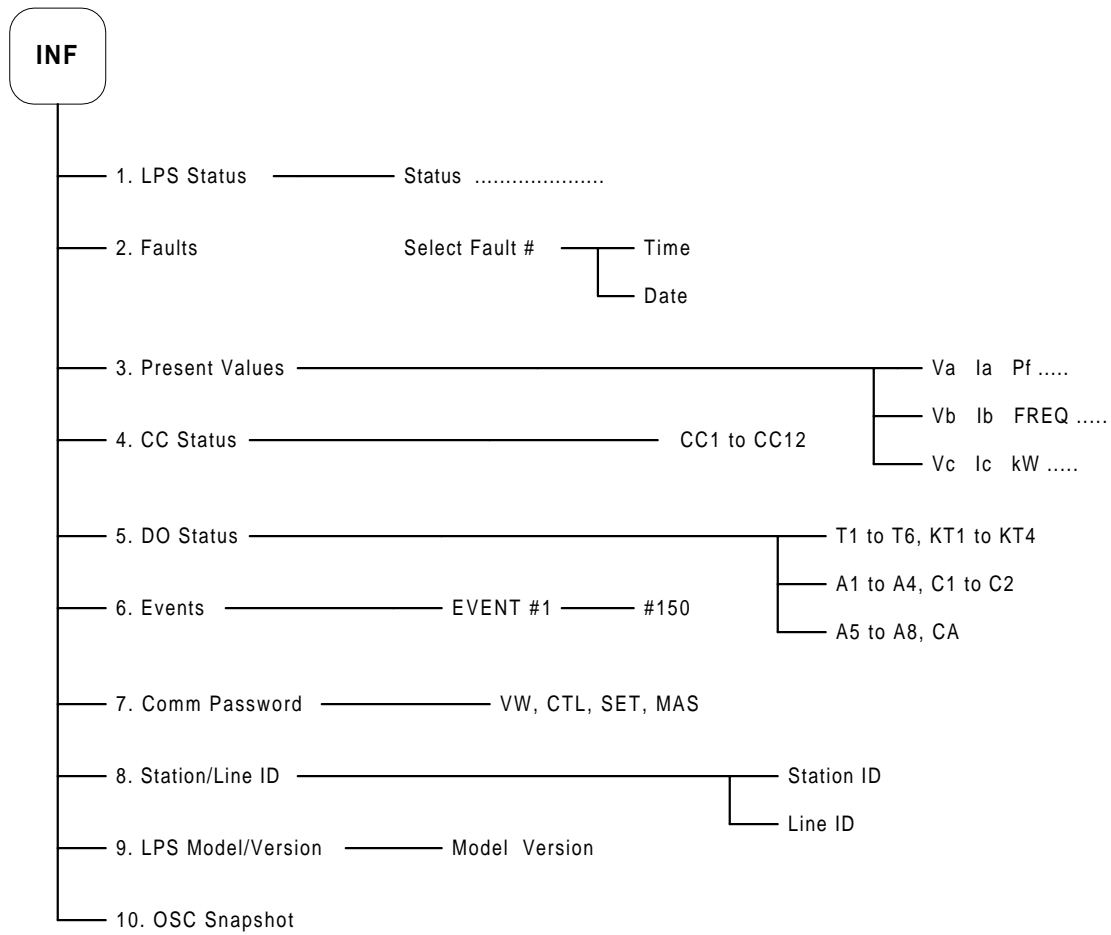 INF
1. LPS Status Status .....................
2. Faults Select Fault # Time
Date
3. Present Values Va Ia Pf .....
Vb Ib FREQ .....
4. CC Status CC1 to CC12
Vc Ic kW .....
5. DO Status T1 to T6, KT1 to KT4
A1 to A4, C1 to C2
6. Events EVENT #1 #150
A5 to A8, CA
7. Comm Password VW, CTL, SET, MAS
8. Station/Line ID Station ID
Line ID
9. LPS Model/Version Model Version
10. OSC Snapshot